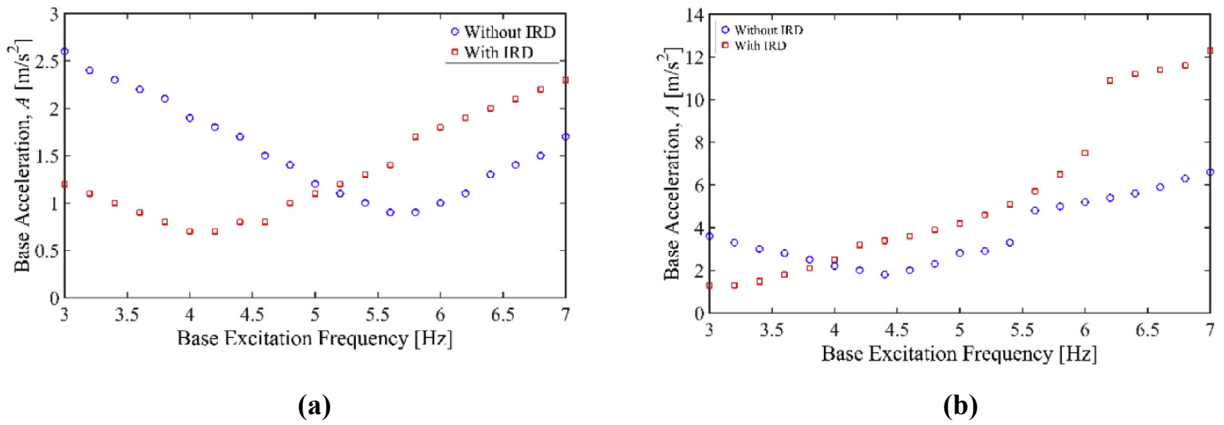 3
2.5
2
1.5
1
0.5
0
Base Acceleration, A [m/s²]
Without IRD
With IRD
3 3.5 4 4.5 5 5.5 6 6.5 7
Base Excitation Frequency [Hz]
(a)
14
12
10
8
6
4
2
0
Base Acceleration, A [m/s²]
Without IRD
With IRD
3 3.5 4 4.5 5 5.5 6 6.5 7
Base Excitation Frequency [Hz]
(b)